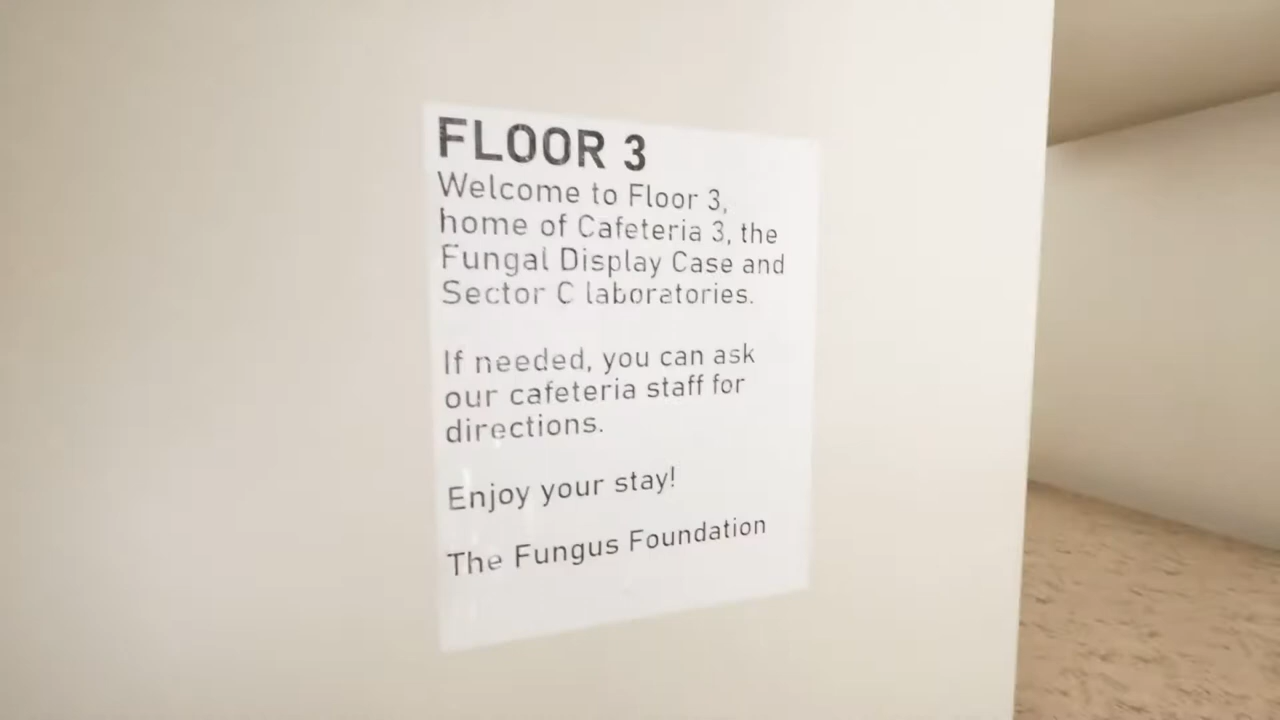 FLOOR 3
Welcome to Floor 3,
home of Cafeteria 3, the
Fungal Display Case and
Sector C laboratories.
If needed, you can ask
our cafeteria staff for
directions.
Enjoy your stay!
The Fungus Foundation